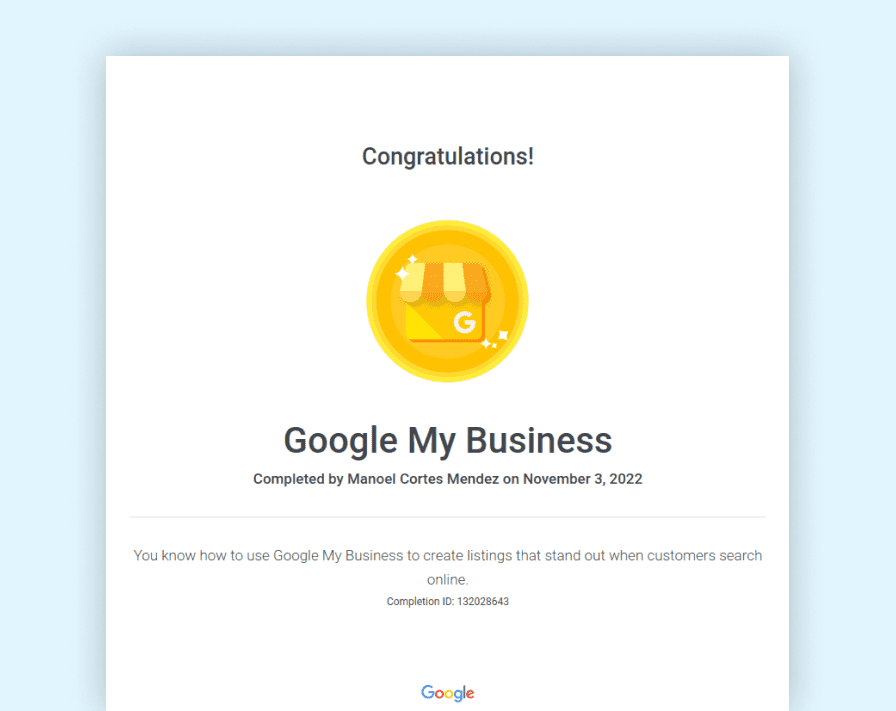 Congratulations!
G
Google My Business
Completed by Manoel Cortes Mendez on November 3, 2022
You know how to use Google My Business to create listings that stand out when customers search
online.
Completion ID: 132028643
Google